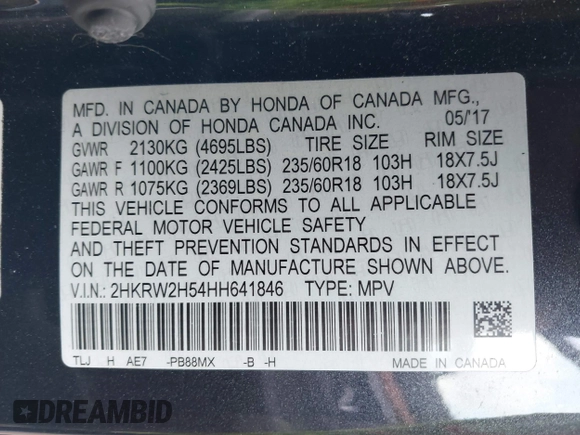 MFD. IN CANADA BY HONDA OF CANADA MFG.,
A DIVISION OF HONDA CANADA INC. 05/'17
GVWR 2130KG (4695LBS) TIRE SIZE RIM SIZE
GAWR F 1100KG (2425LBS) 235/60R18 103H 18X7.5J
GAWR R 1075KG (2369LBS) 235/60R18 103H 18X7.5J
THIS VEHICLE CONFORMS TO ALL APPLICABLE
FEDERAL MOTOR VEHICLE SAFETY
AND THEFT PREVENTION STANDARDS IN EFFECT
ON THE DATE OF MANUFACTURE SHOWN ABOVE.
V.I.N.: 2HKRW2H54HH641846 TYPE: MPV
TLJ H AE7 -PB88MX -B -H MADE IN CANADA
DREAMBID